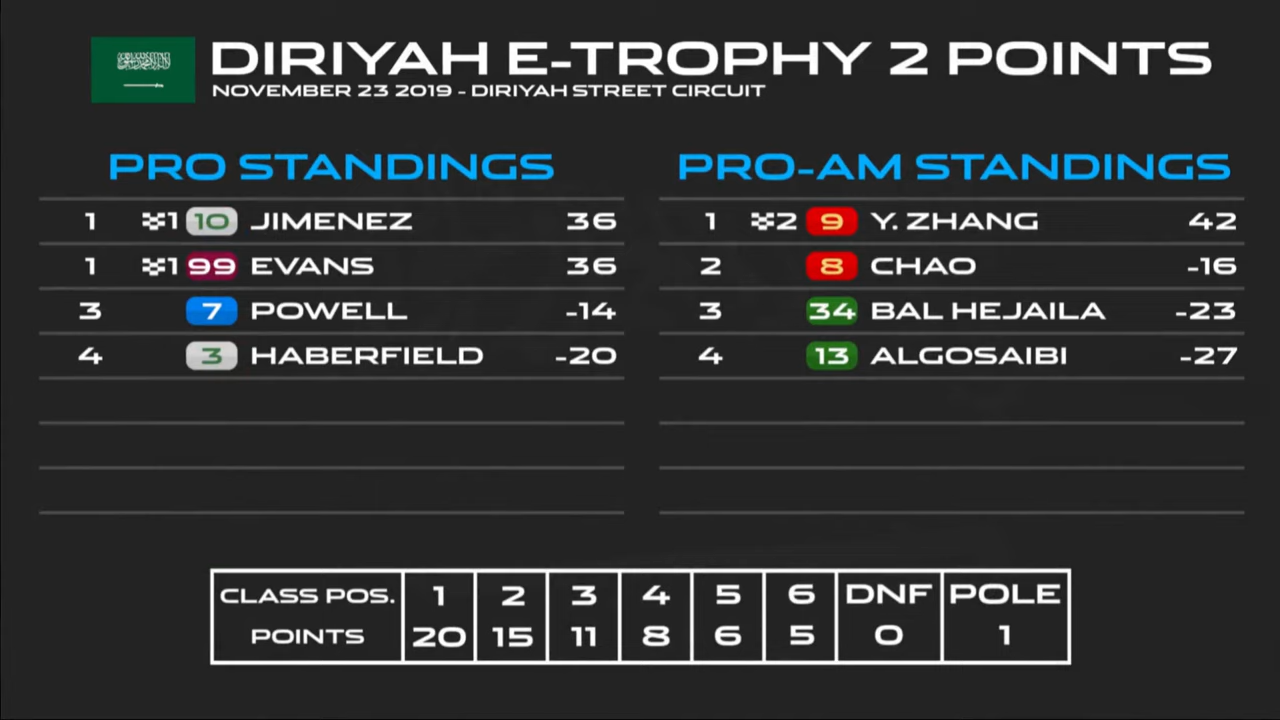 DIRIYAH E-TROPHY 2 POINTS
NOVEMBER 23 2019 - DIRIYAH STREET CIRCUIT
PRO STANDINGS
1 1 10 JIMENEZ 36
1 1 99 EVANS 36
3 7 POWELL -14
4 3 HABERFIELD -20
PRO-AM STANDINGS
1 2 9 Y. ZHANG 42
2 8 CHAO -16
3 34 BAL HEJAILA -23
4 13 ALGOSAIBI -27
CLASS POS. 1 2 3 4 5 6 DNF POLE
POINTS 20 15 11 8 6 5 0 1